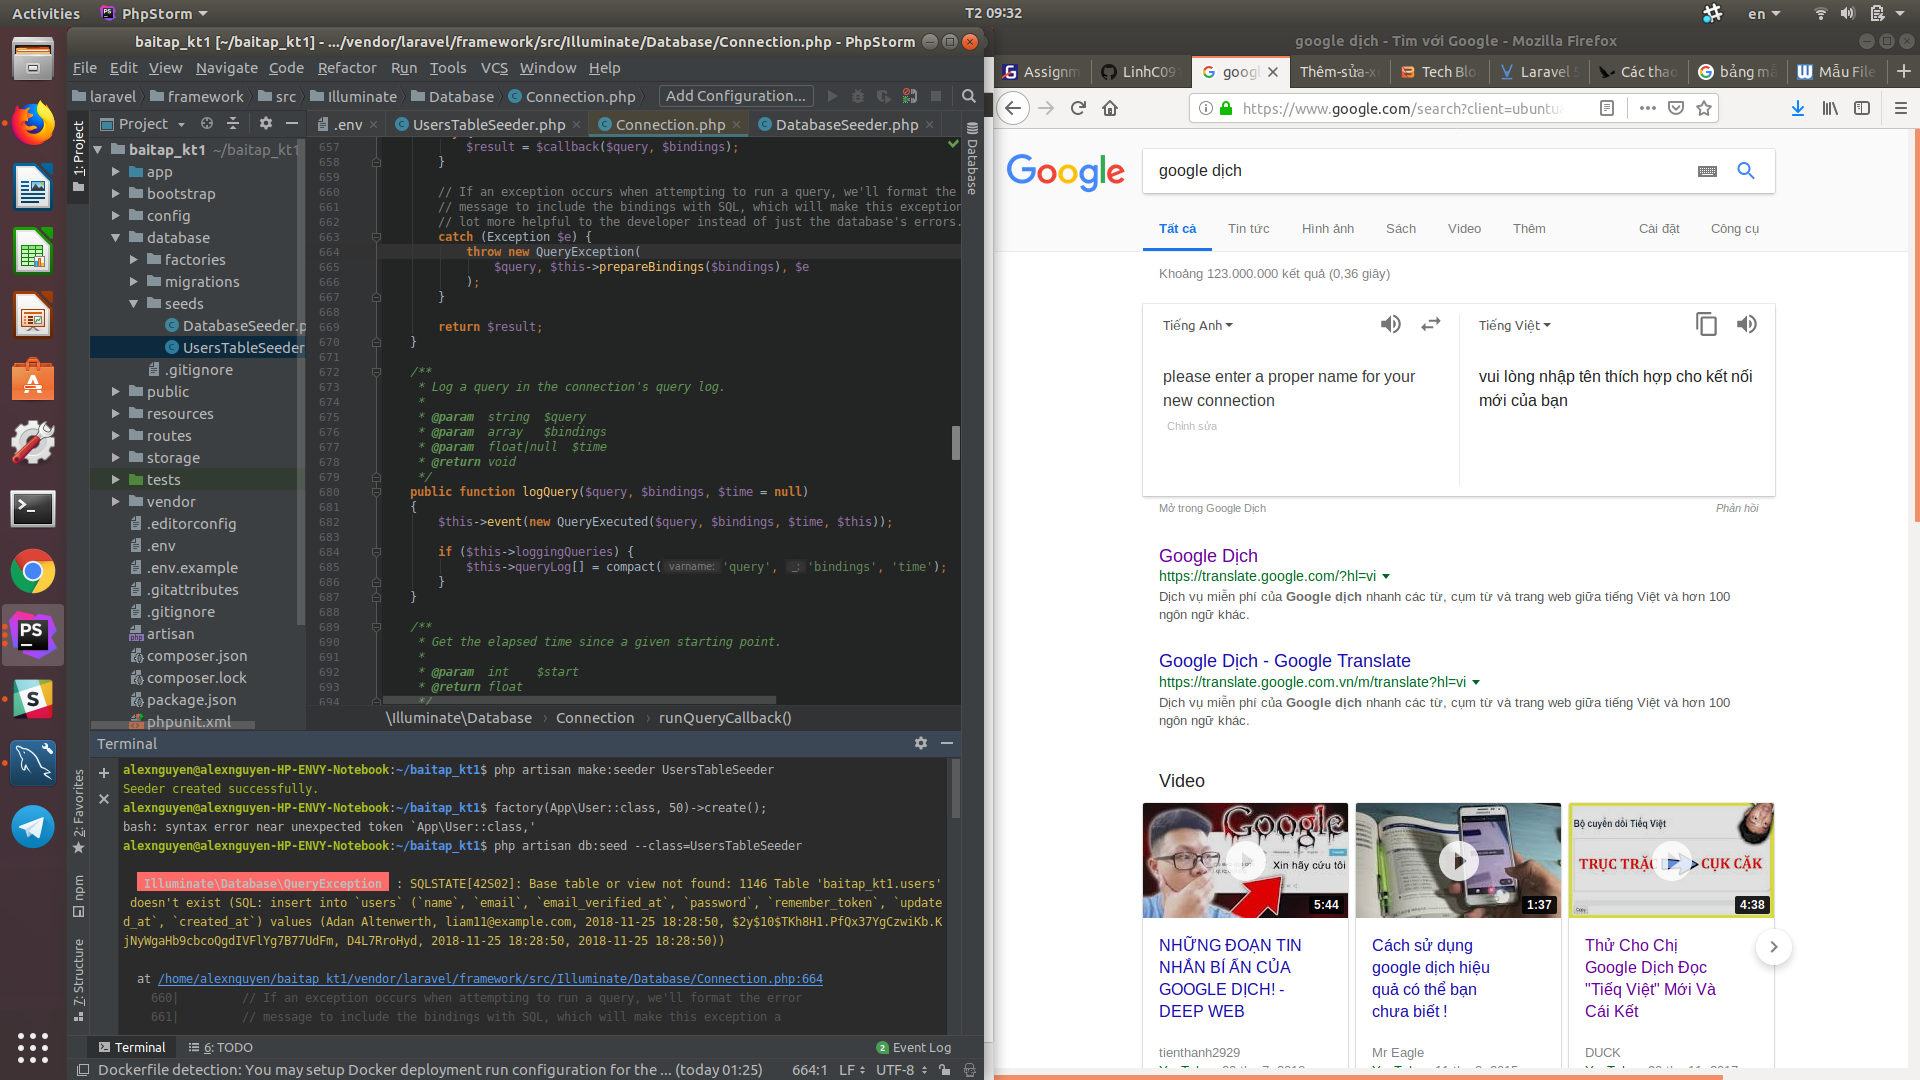 Activities
PhpStorm
T2 09:32
en
baitap_kt1 [~/baitap_kt1] - .../vendor/laravel/framework/src/Illuminate/Database/Connection.php - PhpStorm
File Edit View Navigate Code Refactor Run Tools VCS Window Help
laravel framework src Illuminate Database Connection.php Add Configuration...
1: Project
Project
.env UsersTableSeeder.php Connection.php DatabaseSeeder.php
Database
baitap_kt1 ~/baitap_kt1
app
bootstrap
config
database
factories
migrations
seeds
DatabaseSeeder.p
UsersTableSeeder
.gitignore
public
resources
routes
storage
tests
vendor
.editorconfig
.env
.env.example
.gitattributes
.gitignore
artisan
composer.json
composer.lock
package.json
phpunit.xml
657 $result = $callback($query, $bindings);
658 }
659
660 // If an exception occurs when attempting to run a query, we'll format the
661 // message to include the bindings with SQL, which will make this exception
662 // lot more helpful to the developer instead of just the database's errors.
663 catch (Exception $e) {
664 throw new QueryException(
665 $query, $this->prepareBindings($bindings), $e
666 );
667 }
668
669 return $result;
670 }
671
672 /**
673 * Log a query in the connection's query log.
674 *
675 * @param string $query
676 * @param array $bindings
677 * @param float|null $time
678 * @return void
679 */
680 public function logQuery($query, $bindings, $time = null)
681 {
682 $this->event(new QueryExecuted($query, $bindings, $time, $this));
683
684 if ($this->loggingQueries) {
685 $this->queryLog[] = compact( varname: 'query', _: 'bindings', 'time');
686 }
687 }
688
689 /**
690 * Get the elapsed time since a given starting point.
691 *
692 * @param int $start
693 * @return float
694 */
\Illuminate\Database › Connection › runQueryCallback()
Terminal
alexnguyen@alexnguyen-HP-ENVY-Notebook:~/baitap_kt1$ php artisan make:seeder UsersTableSeeder
Seeder created successfully.
alexnguyen@alexnguyen-HP-ENVY-Notebook:~/baitap_kt1$ factory(App\User::class, 50)->create();
bash: syntax error near unexpected token `App\User::class,'
alexnguyen@alexnguyen-HP-ENVY-Notebook:~/baitap_kt1$ php artisan db:seed --class=UsersTableSeeder
Illuminate\Database\QueryException : SQLSTATE[42S02]: Base table or view not found: 1146 Table 'baitap_kt1.users'
doesn't exist (SQL: insert into `users` (`name`, `email`, `email_verified_at`, `password`, `remember_token`, `update
d_at`, `created_at`) values (Adan Altenwerth, liam11@example.com, 2018-11-25 18:28:50, $2y$10$TKh8H1.PfQx37YgCzwiKb.K
jNyWgaHb9cbcoQgdIVFlYg7B77UdFm, D4L7RroHyd, 2018-11-25 18:28:50, 2018-11-25 18:28:50))
at /home/alexnguyen/baitap_kt1/vendor/laravel/framework/src/Illuminate/Database/Connection.php:664
660| // If an exception occurs when attempting to run a query, we'll format the error
661| // message to include the bindings with SQL, which will make this exception a
2: Favorites
npm
7: Structure
Terminal 6: TODO
2 Event Log
Dockerfile detection: You may setup Docker deployment run configuration for the ... (today 01:25)
664:1 LF UTF-8
google dịch - Tìm với Google - Mozilla Firefox
Assignm LinhC09 googl Thêm-sửa-x Tech Blo Laravel Các thao bảng mã Mẫu File
https://www.google.com/search?client=ubuntu
Google
google dịch
Tất cả Tin tức Hình ảnh Sách Video Thêm Cài đặt Công cụ
Khoảng 123.000.000 kết quả (0,36 giây)
Tiếng Anh
Tiếng Việt
please enter a proper name for your
new connection
Chỉnh sửa
vui lòng nhập tên thích hợp cho kết nối
mới của bạn
Mở trong Google Dịch
Phản hồi
Google Dịch
https://translate.google.com/?hl=vi
Dịch vụ miễn phí của Google dịch nhanh các từ, cụm từ và trang web giữa tiếng Việt và hơn 100
ngôn ngữ khác.
Google Dịch - Google Translate
https://translate.google.com.vn/m/translate?hl=vi
Dịch vụ miễn phí của Google dịch nhanh các từ, cụm từ và trang web giữa tiếng Việt và hơn 100
ngôn ngữ khác.
Video
Google
Xin hãy cứu tôi
5:44
1:37
Bộ cuyển dổi Tiếq Việt
TRỤC TRẶ CỤK CẶK
4:38
NHỮNG ĐOẠN TIN
NHẮN BÍ ẨN CỦA
GOOGLE DỊCH! -
DEEP WEB
tienthanh2929
Cách sử dụng
google dịch hiệu
quả có thể bạn
chưa biết !
Mr Eagle
Thử Cho Chị
Google Dịch Đọc
"Tiếq Việt" Mới Và
Cái Kết
DUCK